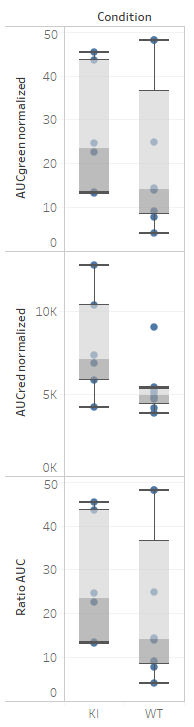 Condition
AUCgreen normalized
50
40
30
20
10
0
AUCred normalized
10K
5K
0K
Ratio AUC
50
40
30
20
10
0
KI
WT